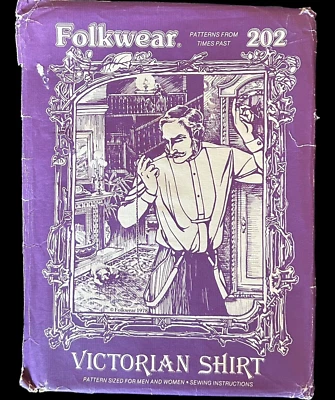 Folkwear® PATTERNS FROM TIMES PAST 202
© Folkwear 1978
VICTORIAN SHIRT
PATTERN SIZED FOR MEN AND WOMEN • SEWING INSTRUCTIONS